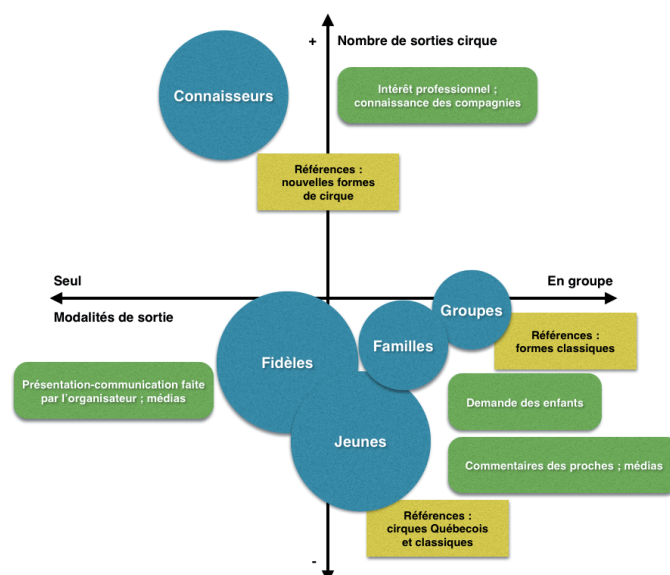 +
Nombre de sorties cirque
Connaisseurs
Intérêt professionnel ;
connaissance des compagnies
Références :
nouvelles formes
de cirque
Seul
En groupe
Modalités de sortie
Groupes
Familles
Fidèles
Références :
formes classiques
Présentation-communication faite
par l'organisateur ; médias
Demande des enfants
Jeunes
Commentaires des proches ; médias
Références :
cirques Québecois
et classiques
-